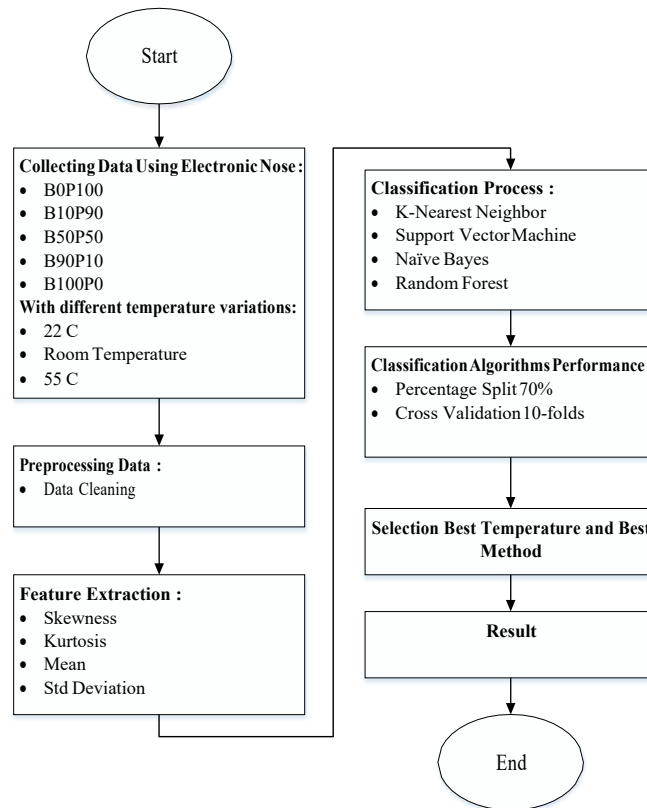 Start
Collecting Data Using Electronic Nose :
• B0P100
• B10P90
• B50P50
• B90P10
• B100P0
With different temperature variations:
• 22 C
• Room Temperature
• 55 C
Preprocessing Data :
• Data Cleaning
Feature Extraction :
• Skewness
• Kurtosis
• Mean
• Std Deviation
Classification Process :
• K-Nearest Neighbor
• Support Vector Machine
• Naïve Bayes
• Random Forest
Classification Algorithms Performance
• Percentage Split 70%
• Cross Validation 10-folds
Selection Best Temperature and Best
Method
Result
End